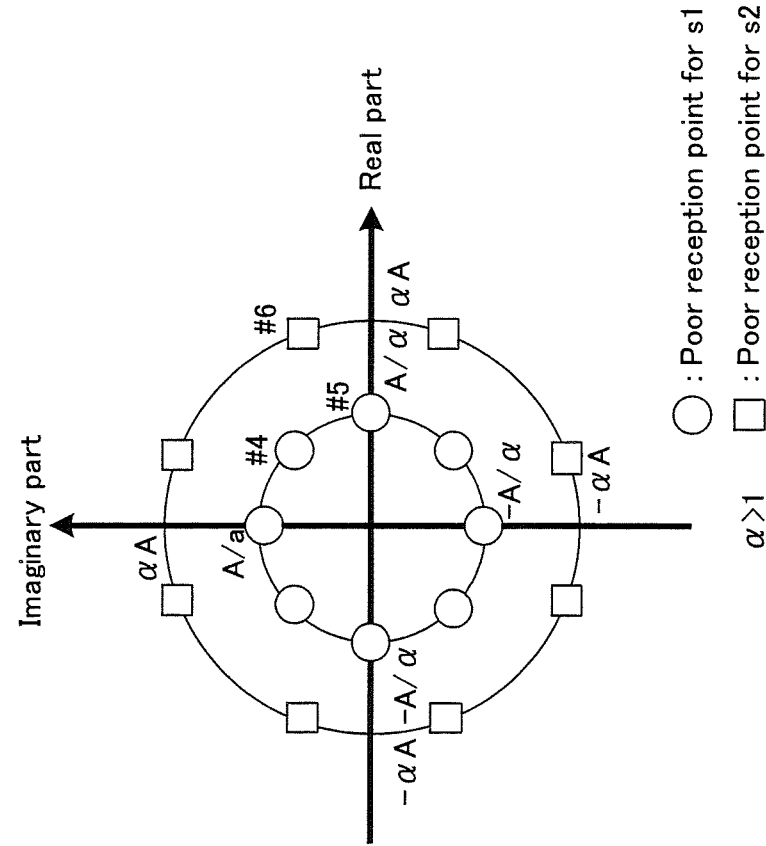 Imaginary part
αA
#6
#4
A/a
#5
A/α
αA
Real part
-αA
-A/α
-A/α
-αA
α>1
○: Poor reception point for s1
□: Poor reception point for s2